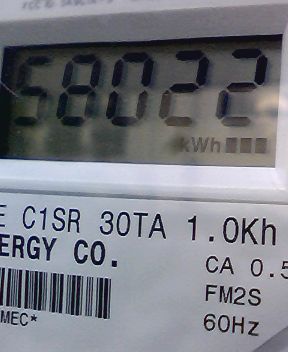 58022
kWh
E C1SR 30TA 1.0Kh
ERGY CO.
CA 0.5
FM2S
MEC*
60Hz